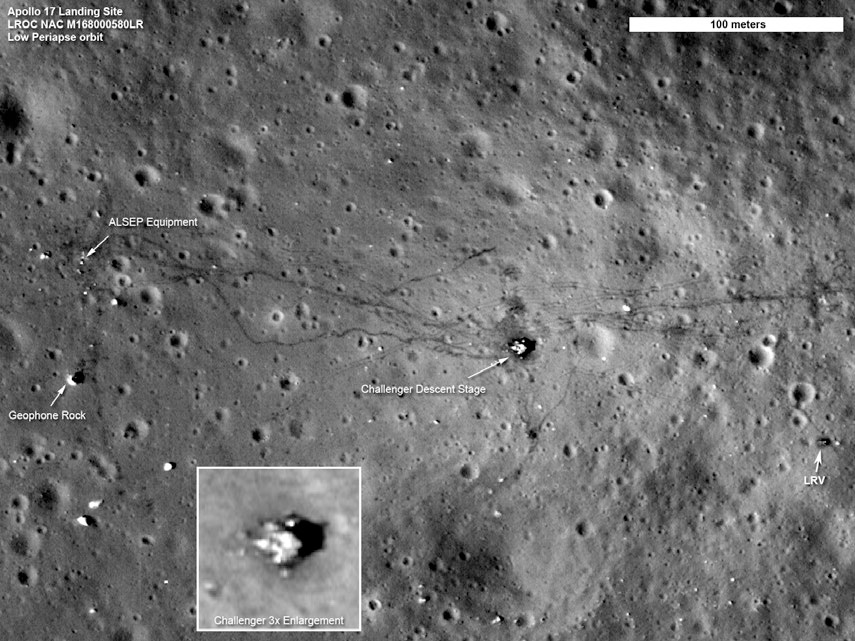 Apollo 17 Landing Site
LROC NAC M168000580LR
Low Periapse orbit
100 meters
ALSEP Equipment
Challenger Descent Stage
Geophone Rock
LRV
Challenger 3x Enlargement